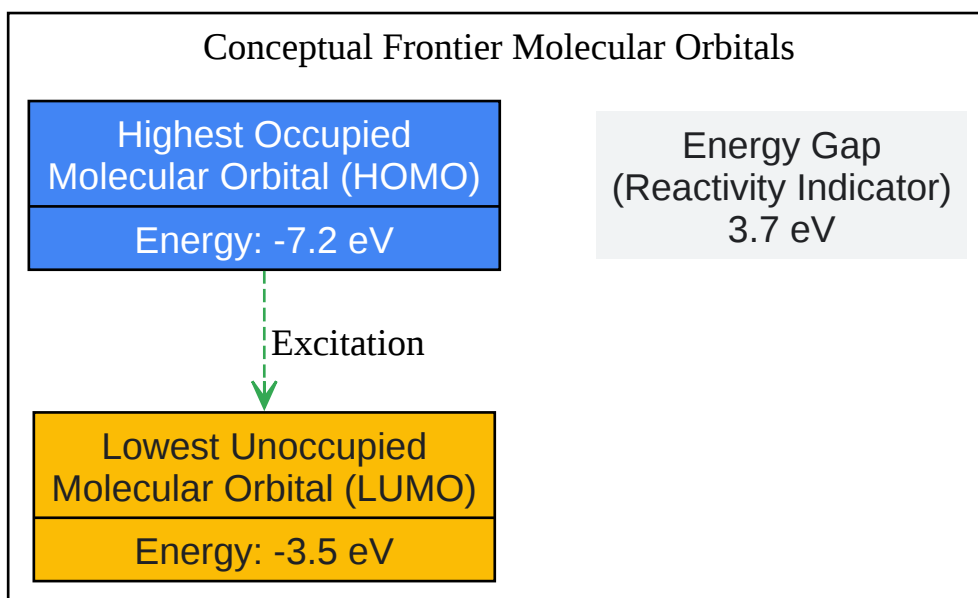 Conceptual Frontier Molecular Orbitals
Highest Occupied
Molecular Orbital (HOMO)
Energy: -7.2 eV
Energy Gap
(Reactivity Indicator)
3.7 eV
Excitation
Lowest Unoccupied
Molecular Orbital (LUMO)
Energy: -3.5 eV